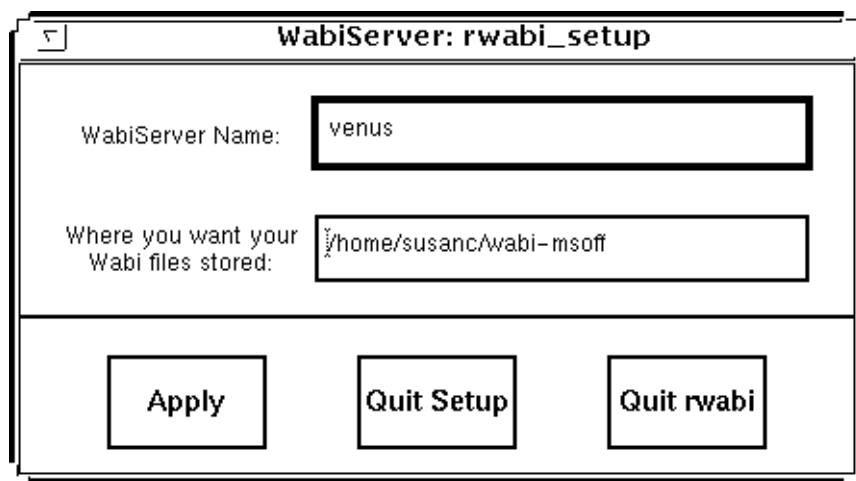 WabiServer: rwabi_setup
WabiServer Name:
venus
Where you want your
Wabi files stored:
/home/susanc/wabi-msoff
Apply
Quit Setup
Quit rwabi